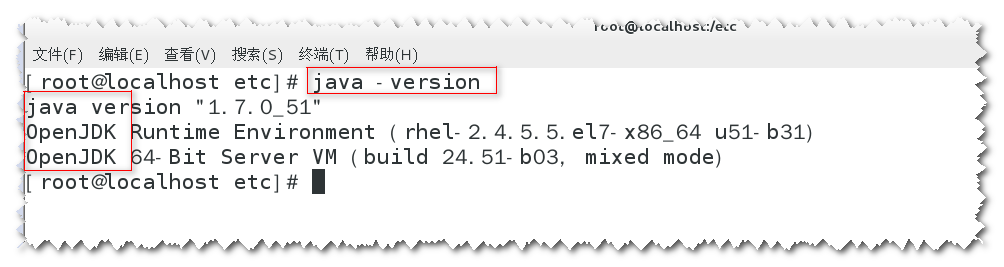 root@localhost:/etc
文件(F) 编辑(E) 查看(V) 搜索(S) 终端(T) 帮助(H)
[root@localhost etc]# java -version
java version "1.7.0_51"
OpenJDK Runtime Environment (rhel-2.4.5.5.el7-x86_64 u51-b31)
OpenJDK 64-Bit Server VM (build 24.51-b03, mixed mode)
[root@localhost etc]#